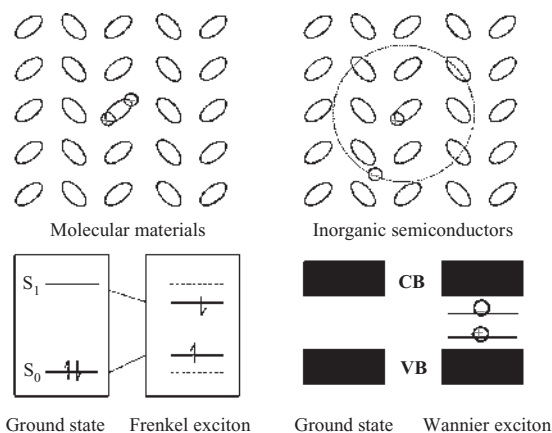 Molecular materials
Inorganic semiconductors
S₁
S₀
CB
VB
Ground state
Frenkel exciton
Ground state
Wannier exciton